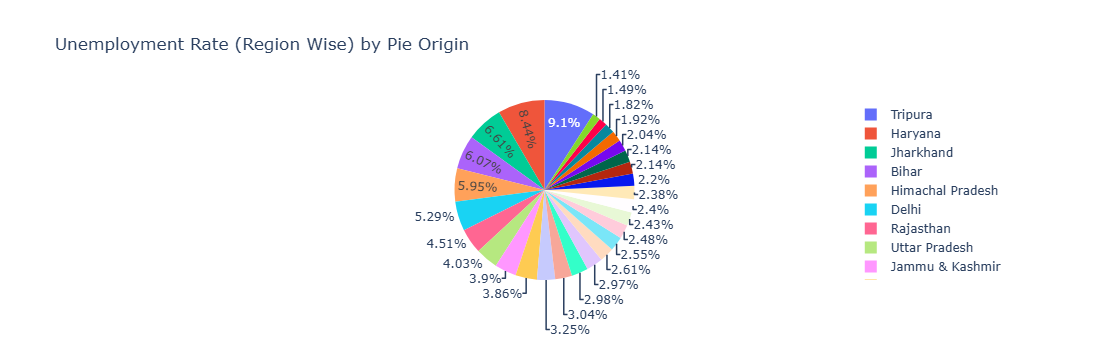 Unemployment Rate (Region Wise) by Pie Origin
1.41%
1.49%
1.82%
1.92%
2.04%
2.14%
2.14%
2.2%
2.38%
2.4%
2.43%
2.48%
2.55%
2.61%
2.97%
2.98%
3.04%
3.25%
3.86%
3.9%
4.03%
4.51%
5.29%
5.95%
6.07%
6.61%
8.44%
9.1%
Tripura
Haryana
Jharkhand
Bihar
Himachal Pradesh
Delhi
Rajasthan
Uttar Pradesh
Jammu & Kashmir